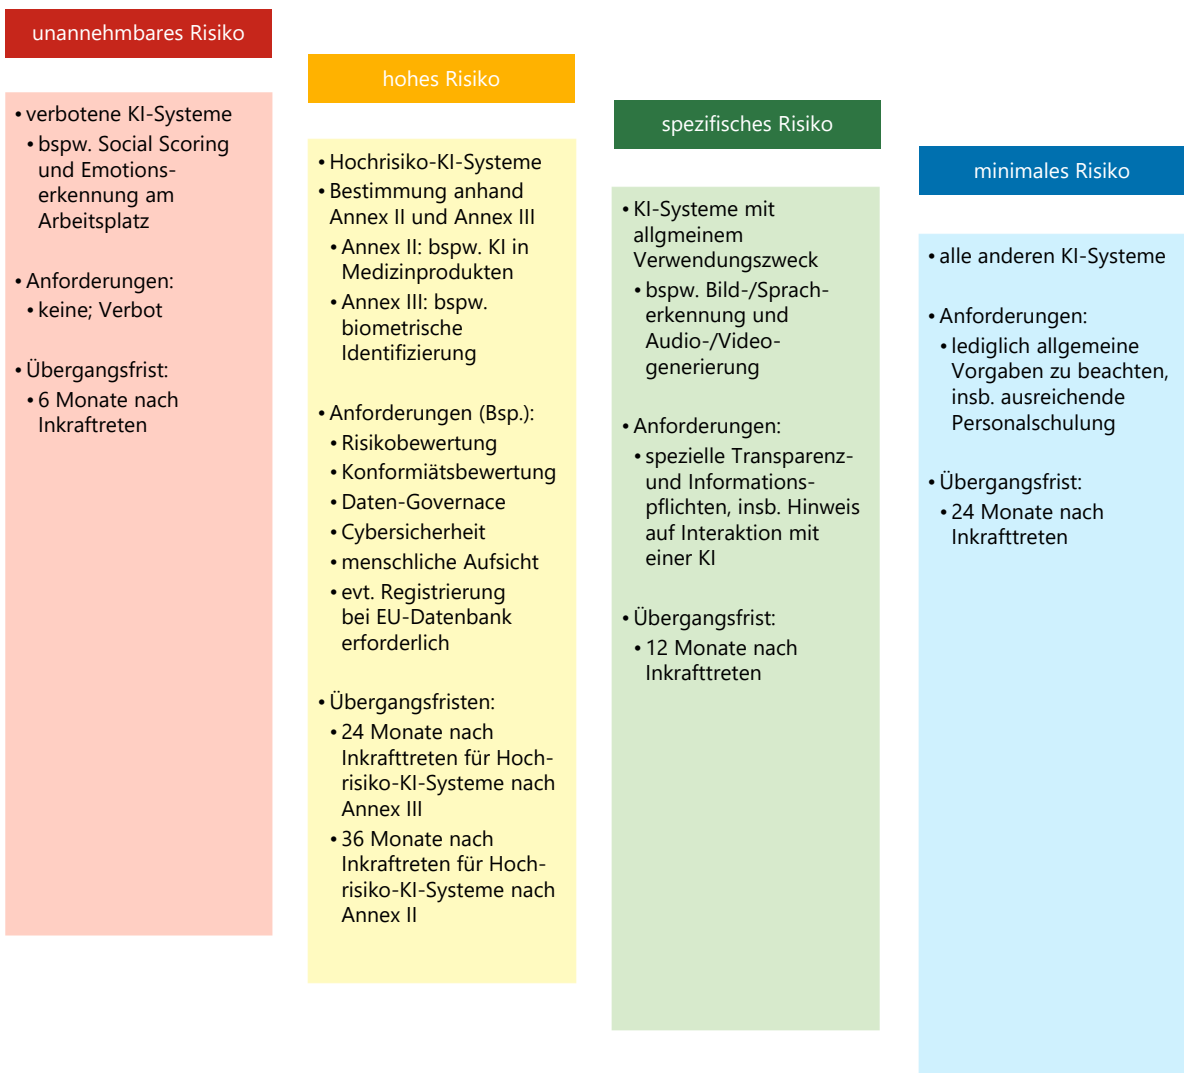 unannehmbares Risiko
• verbotene KI-Systeme
• bspw. Social Scoring
und Emotions-
erkennung am
Arbeitsplatz
• Anforderungen:
• keine; Verbot
• Übergangsfrist:
• 6 Monate nach
Inkraftreten
hohes Risiko
• Hochrisiko-KI-Systeme
• Bestimmung anhand
Annex II und Annex III
• Annex II: bspw. KI in
Medizinprodukten
• Annex III: bspw.
biometrische
Identifizierung
• Anforderungen (Bsp.):
• Risikobewertung
• Konformiätsbewertung
• Daten-Governace
• Cybersicherheit
• menschliche Aufsicht
• evt. Registrierung
bei EU-Datenbank
erforderlich
• Übergangsfristen:
• 24 Monate nach
Inkrafttreten für Hoch-
risiko-KI-Systeme nach
Annex III
• 36 Monate nach
Inkraftreten für Hoch-
risiko-KI-Systeme nach
Annex II
spezifisches Risiko
• KI-Systeme mit
allgmeinem
Verwendungszweck
• bspw. Bild-/Sprach-
erkennung und
Audio-/Video-
generierung
• Anforderungen:
• spezielle Transparenz-
und Informations-
pflichten, insb. Hinweis
auf Interaktion mit
einer KI
• Übergangsfrist:
• 12 Monate nach
Inkrafttreten
minimales Risiko
• alle anderen KI-Systeme
• Anforderungen:
• lediglich allgemeine
Vorgaben zu beachten,
insb. ausreichende
Personalschulung
• Übergangsfrist:
• 24 Monate nach
Inkrafttreten